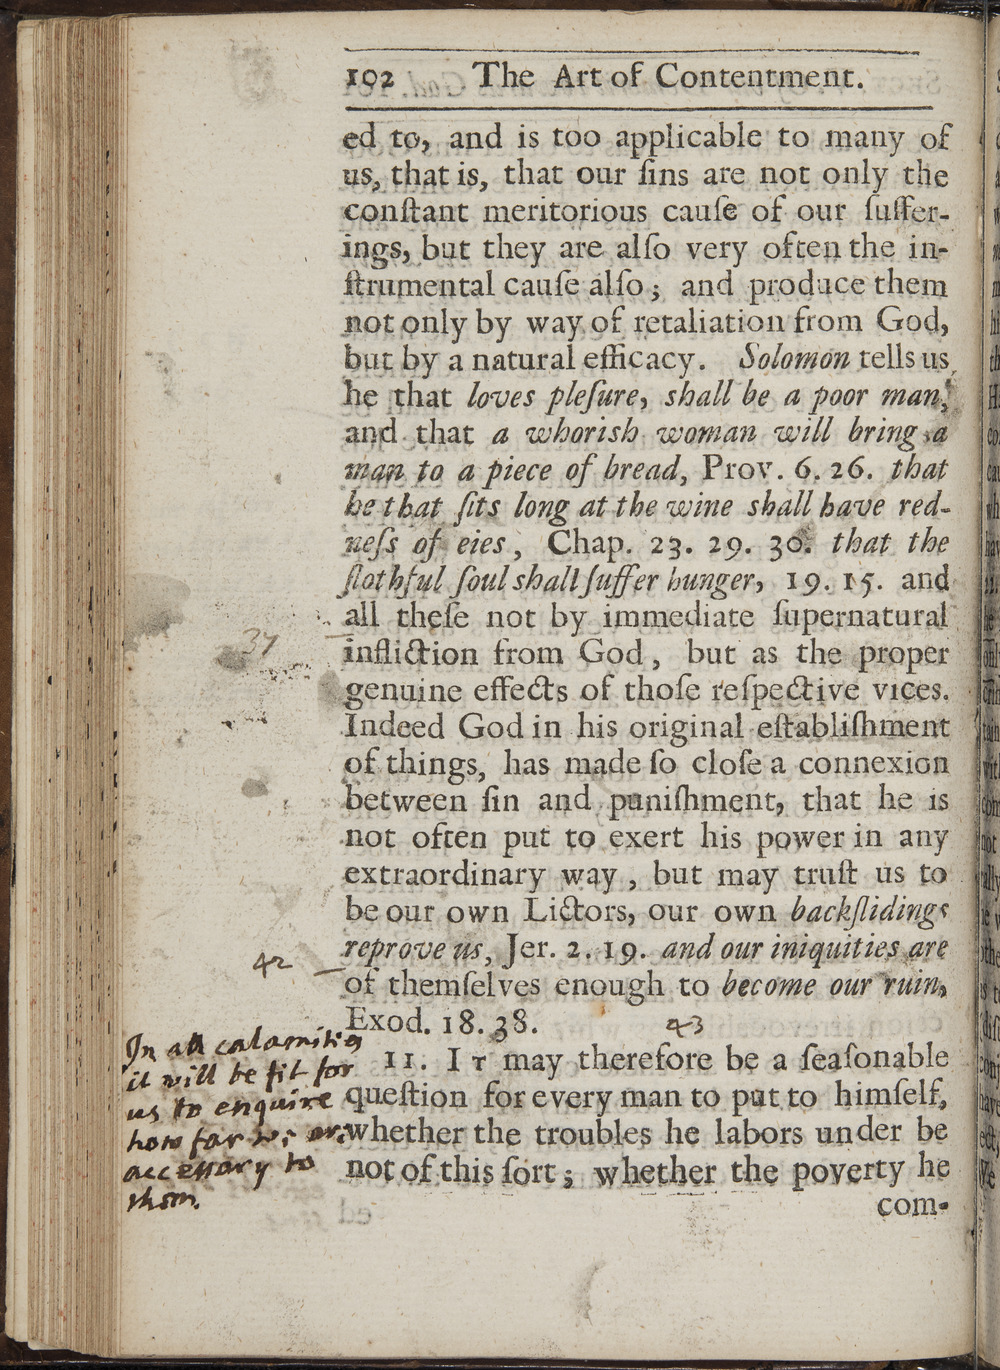 102 The Art of Contentment.
ed to, and is too applicable to many of
us, that is, that our ſins are not only the
conſtant meritorious cauſe of our ſuffer-
ings, but they are alſo very often the in-
ſtrumental cauſe alſo; and produce them
not only by way of retaliation from God,
but by a natural efficacy. Solomon tells us,
he that loves pleſure, shall be a poor man,
and that a whorish woman will bring a
man to a piece of bread, Prov. 6. 26. that
he that ſits long at the wine shall have red-
neſs of eies, Chap. 23. 29. 30. that the
ſlothful ſoul shall ſuffer hunger, 19. 15. and
all theſe not by immediate ſupernatural
37
infliction from God, but as the proper
genuine effects of thoſe reſpective vices.
Indeed God in his original eſtabliſhment
of things, has made ſo cloſe a connexion
between ſin and puniſhment, that he is
not often put to exert his power in any
extraordinary way, but may truſt us to
be our own Lictors, our own backſlidings
reprove us, Jer. 2. 19. and our iniquities are
42
of themſelves enough to become our ruin,
Exod. 18. 38.
43
11. IT may therefore be a ſeaſonable
queſtion for every man to put to himſelf,
whether the troubles he labors under be
not of this ſort; whether the poverty he
com-
In all calamities
it will be fit for
us to enquire
how far we are
accessary to
them.